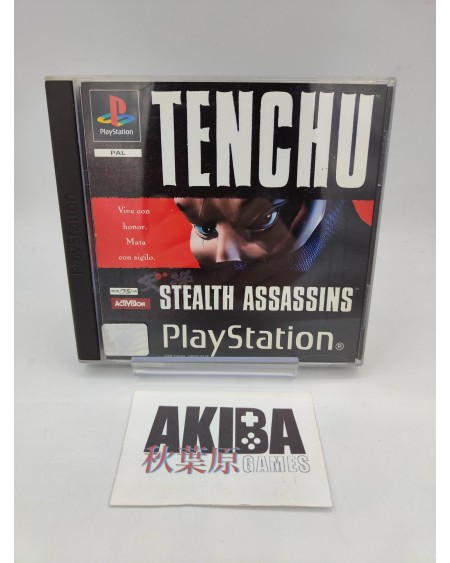 TENCHU
PlayStation
PAL
Vive con
honor.
Mata
con sigilo.
STEALTH ASSASSINS
ACTIVISION
PlayStation®
PlayStation
AKIBA
秋葉原
GAMES